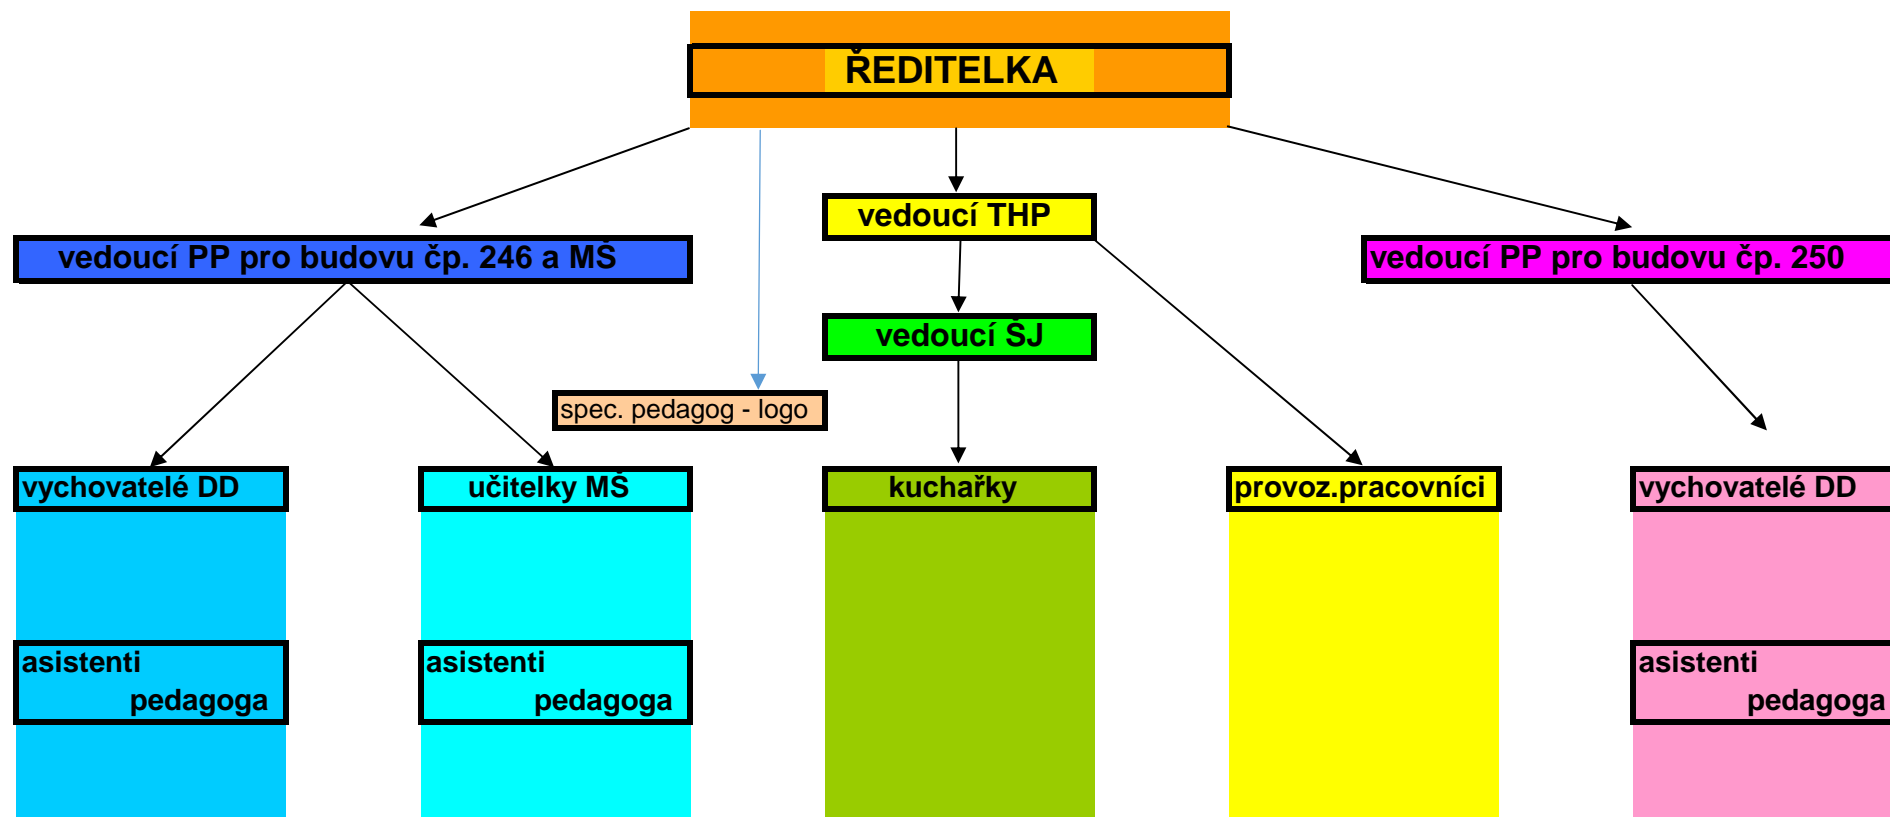 ŘEDITELKA
vedoucí THP
vedoucí PP pro budovu čp. 246 a MŠ
vedoucí PP pro budovu čp. 250
vedoucí ŠJ
spec. pedagog - logo
vychovatelé DD
učitelky MŠ
kuchařky
provoz.pracovníci
vychovatelé DD
asistenti
pedagoga
asistenti
pedagoga
asistenti
pedagoga